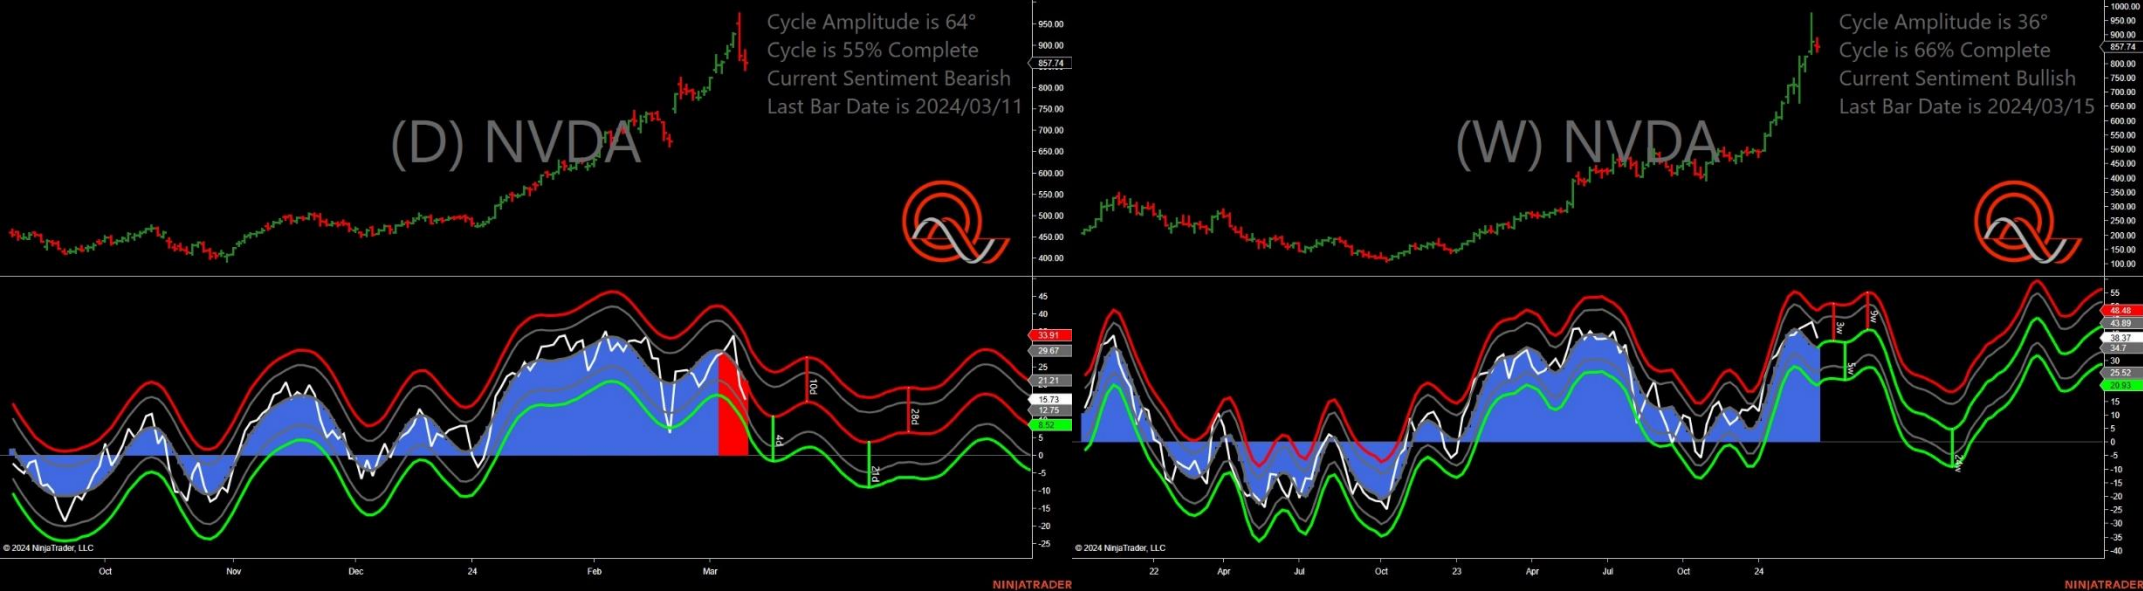 Cycle Amplitude is 64°
Cycle is 55% Complete
Current Sentiment Bearish
Last Bar Date is 2024/03/11
(D) NVDA
950.00
900.00
857.74
800.00
750.00
700.00
650.00
600.00
550.00
500.00
450.00
400.00
45
40
33.91
29.67
25
21.21
15.73
12.75
8.52
5
0
-5
-10
-15
-20
-25
4d
10d
21d
28d
© 2024 NinjaTrader, LLC
Oct
Nov
Dec
24
Feb
Mar
NINJATRADER
Cycle Amplitude is 36°
Cycle is 66% Complete
Current Sentiment Bullish
Last Bar Date is 2024/03/15
(W) NVDA
1000.00
900.00
857.74
800.00
750.00
700.00
650.00
600.00
550.00
500.00
450.00
400.00
350.00
300.00
250.00
200.00
150.00
100.00
55
48.48
43.89
38.37
34.7
30
25.52
20.93
15
10
5
0
-5
-10
-15
-20
-25
-30
-35
-40
3w
5w
9w
24w
© 2024 NinjaTrader, LLC
22
Apr
Jul
Oct
23
Apr
Jul
Oct
24
NINJATRADER